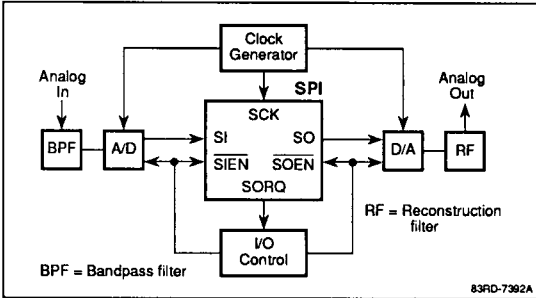 Clock
Generator
Analog
In
SPI
Analog
Out
SCK
BPF
A/D
SI
SO
D/A
RF
SIEN
SOEN
SORQ
RF = Reconstruction
filter
I/O
Control
BPF = Bandpass filter
83RD-7392A